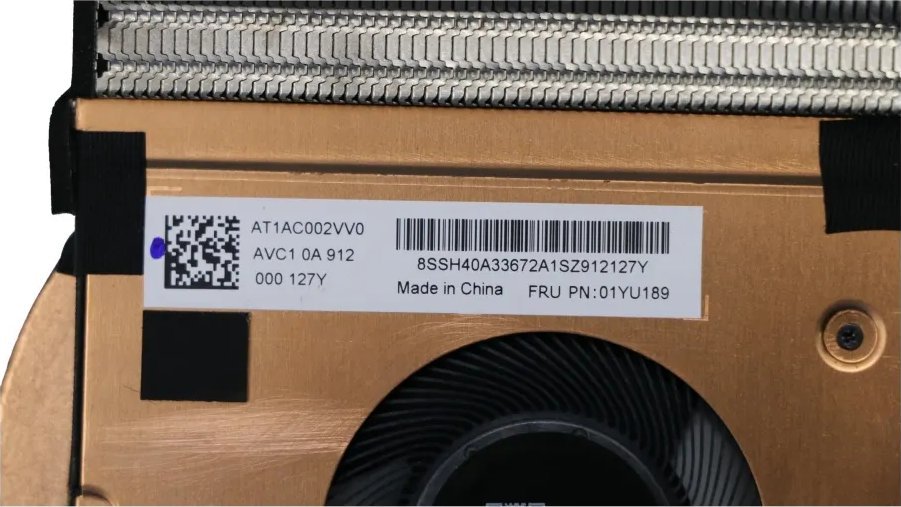 AT1AC002VV0
AVC1 0A 912
000 127Y
8SSH40A33672A1SZ912127Y
Made in China FRU PN:01YU189